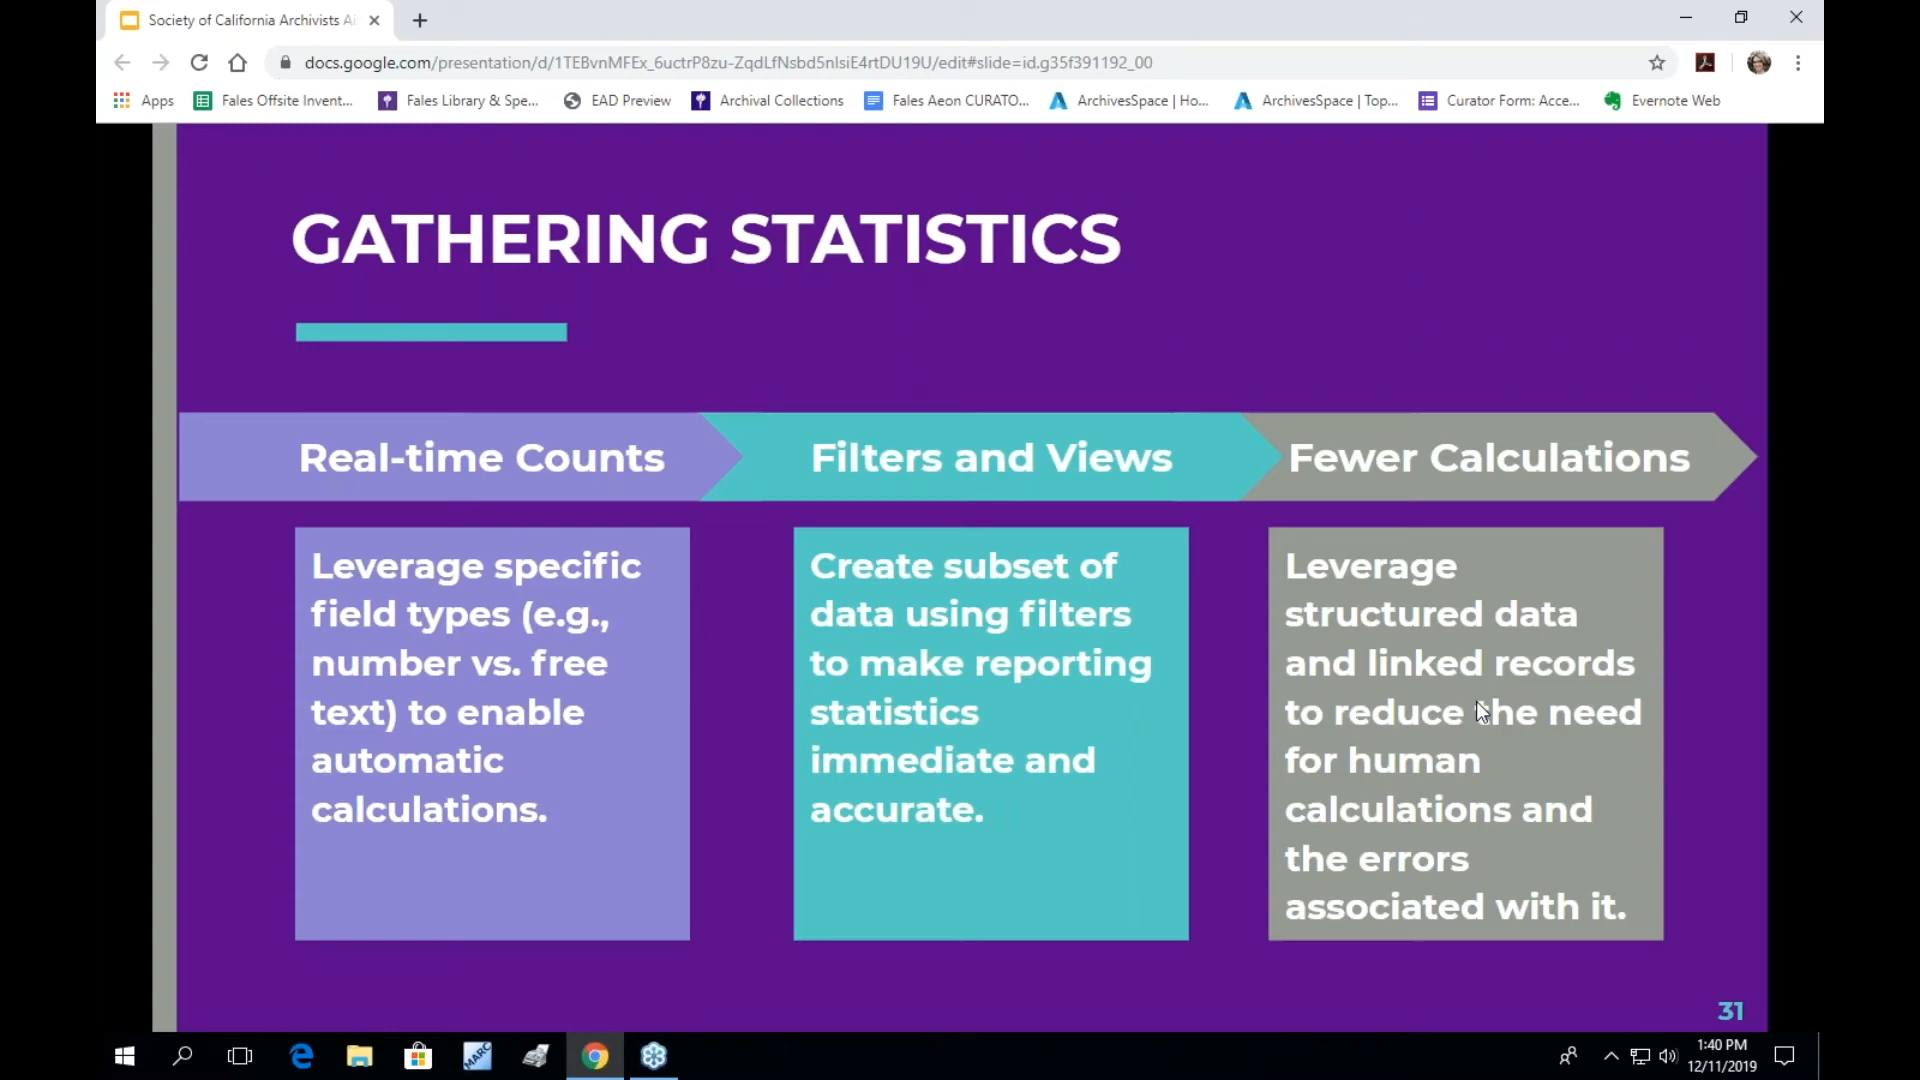 Society of California Archivists Ai
docs.google.com/presentation/d/1TEBvnMFEx_6uctrP8zu-ZqdLfNsbd5nlsiE4rtDU19U/edit#slide=id.g35f391192_00
Apps Fales Offsite Invent... Fales Library & Spe... EAD Preview Archival Collections Fales Aeon CURATO... ArchivesSpace | Ho... ArchivesSpace | Top... Curator Form: Acce... Evernote Web
GATHERING STATISTICS
Real-time Counts
Filters and Views
Fewer Calculations
Leverage specific
field types (e.g.,
number vs. free
text) to enable
automatic
calculations.
Create subset of
data using filters
to make reporting
statistics
immediate and
accurate.
Leverage
structured data
and linked records
to reduce the need
for human
calculations and
the errors
associated with it.
31
MARC
1:40 PM
12/11/2019